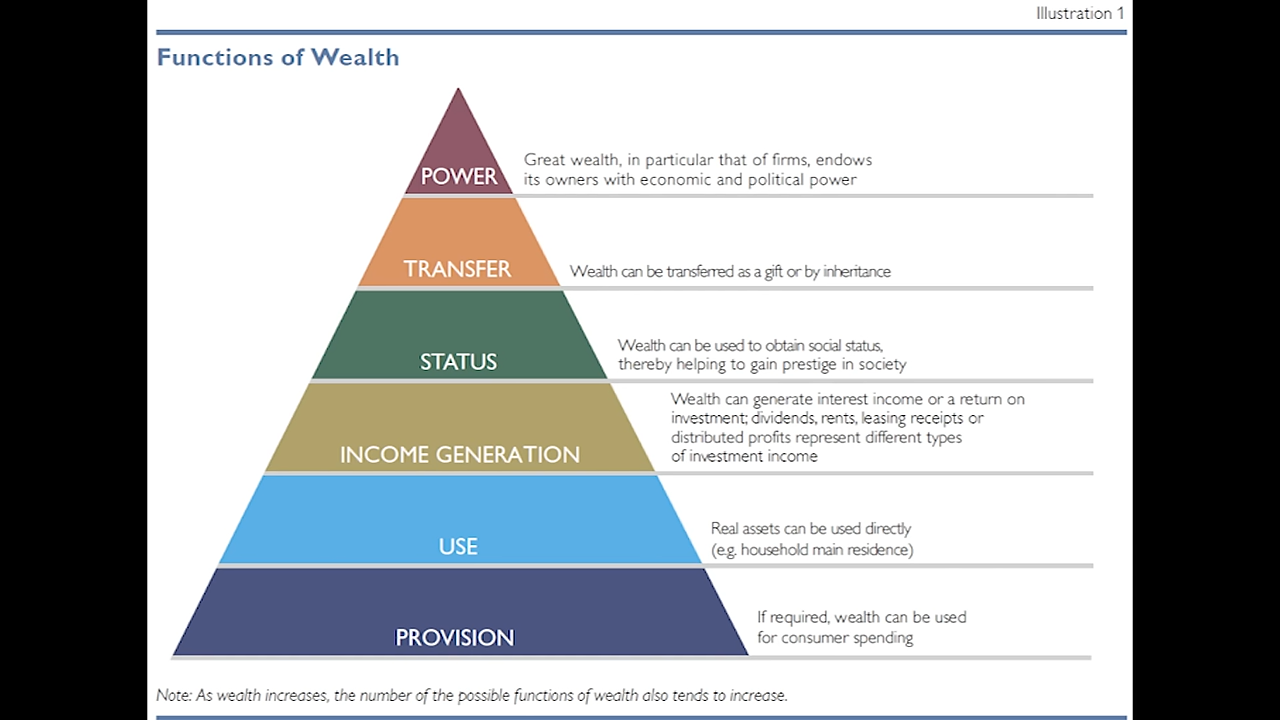 Illustration 1
Functions of Wealth
POWER
Great wealth, in particular that of firms, endows
its owners with economic and political power
TRANSFER
Wealth can be transferred as a gift or by inheritance
STATUS
Wealth can be used to obtain social status,
thereby helping to gain prestige in society
INCOME GENERATION
Wealth can generate interest income or a return on
investment; dividends, rents, leasing receipts or
distributed profits represent different types
of investment income
USE
Real assets can be used directly
(e.g. household main residence)
PROVISION
If required, wealth can be used
for consumer spending
Note: As wealth increases, the number of the possible functions of wealth also tends to increase.